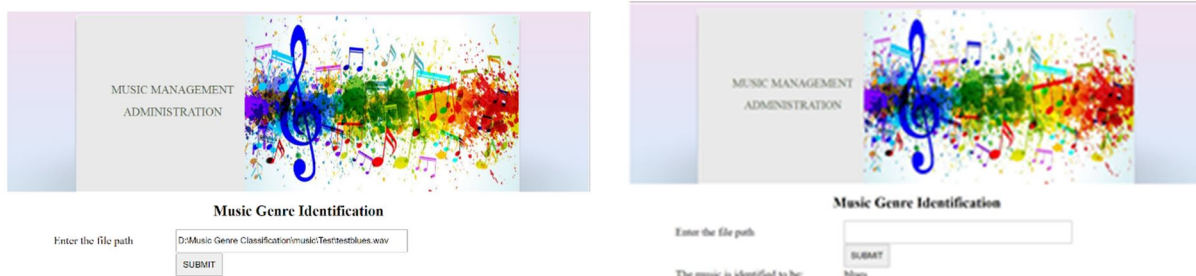 MUSIC MANAGEMENT
ADMINISTRATION
Music Genre Identification
Enter the file path
D:\Music Genre Classification\music\Test\testblues.wav
SUBMIT
MUSIC MANAGEMENT
ADMINISTRATION
Music Genre Identification
Enter the file path
SUBMIT
The music is identified to be: blues